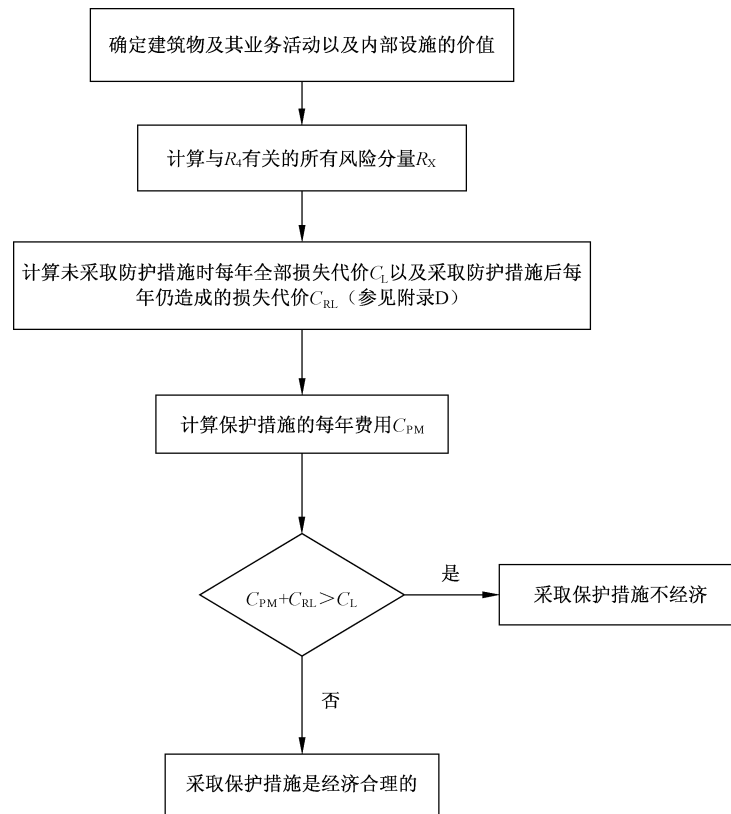 确定建筑物及其业务活动以及内部设施的价值
计算与R4有关的所有风险分量RX
计算未采取防护措施时每年全部损失代价CL以及采取防护措施后每
年仍造成的损失代价CRL（参见附录D）
计算保护措施的每年费用CPM
CPM+CRL＞CL
是
采取保护措施不经济
否
采取保护措施是经济合理的